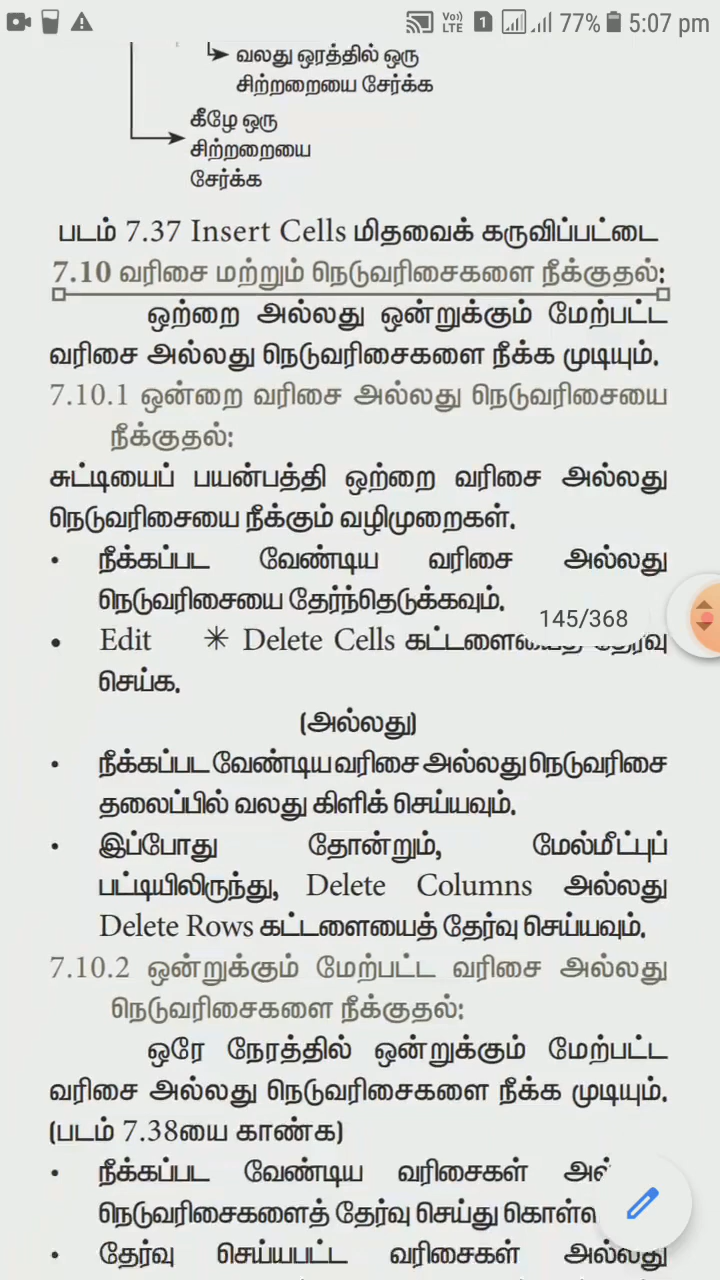 Vo) LTE 1 77% 5:07 pm
வலது ஒரத்தில் ஒரு
சிற்றறையை சேர்க்க
கீழே ஒரு
சிற்றறையை
சேர்க்க
படம் 7.37 Insert Cells மிதவைக் கருவிப்பட்டை
7.10 வரிசை மற்றும் நெடுவரிசைகளை நீக்குதல்:
ஒற்றை அல்லது ஒன்றுக்கும் மேற்பட்ட
வரிசை அல்லது நெடுவரிசைகளை நீக்க முடியும்.
7.10.1 ஒன்றை வரிசை அல்லது நெடுவரிசையை
நீக்குதல்:
சுட்டியைப் பயன்பத்தி ஒற்றை வரிசை அல்லது
நெடுவரிசையை நீக்கும் வழிமுறைகள்.
• நீக்கப்பட வேண்டிய வரிசை அல்லது
நெடுவரிசையை தேர்ந்தெடுக்கவும்.
145/368
• Edit ✳ Delete Cells கட்டளையைத் தேர்வு
செய்க.
(அல்லது)
• நீக்கப்பட வேண்டிய வரிசை அல்லது நெடுவரிசை
தலைப்பில் வலது கிளிக் செய்யவும்.
• இப்போது தோன்றும், மேல்மீட்புப்
பட்டியிலிருந்து, Delete Columns அல்லது
Delete Rows கட்டளையைத் தேர்வு செய்யவும்.
7.10.2 ஒன்றுக்கும் மேற்பட்ட வரிசை அல்லது
நெடுவரிசைகளை நீக்குதல்:
ஒரே நேரத்தில் ஒன்றுக்கும் மேற்பட்ட
வரிசை அல்லது நெடுவரிசைகளை நீக்க முடியும்.
(படம் 7.38யை காண்க)
• நீக்கப்பட வேண்டிய வரிசைகள்
நெடுவரிசைகளைத் தேர்வு செய்து
• தேர்வு செய்யபட்ட வரிசைகள் அல்லது